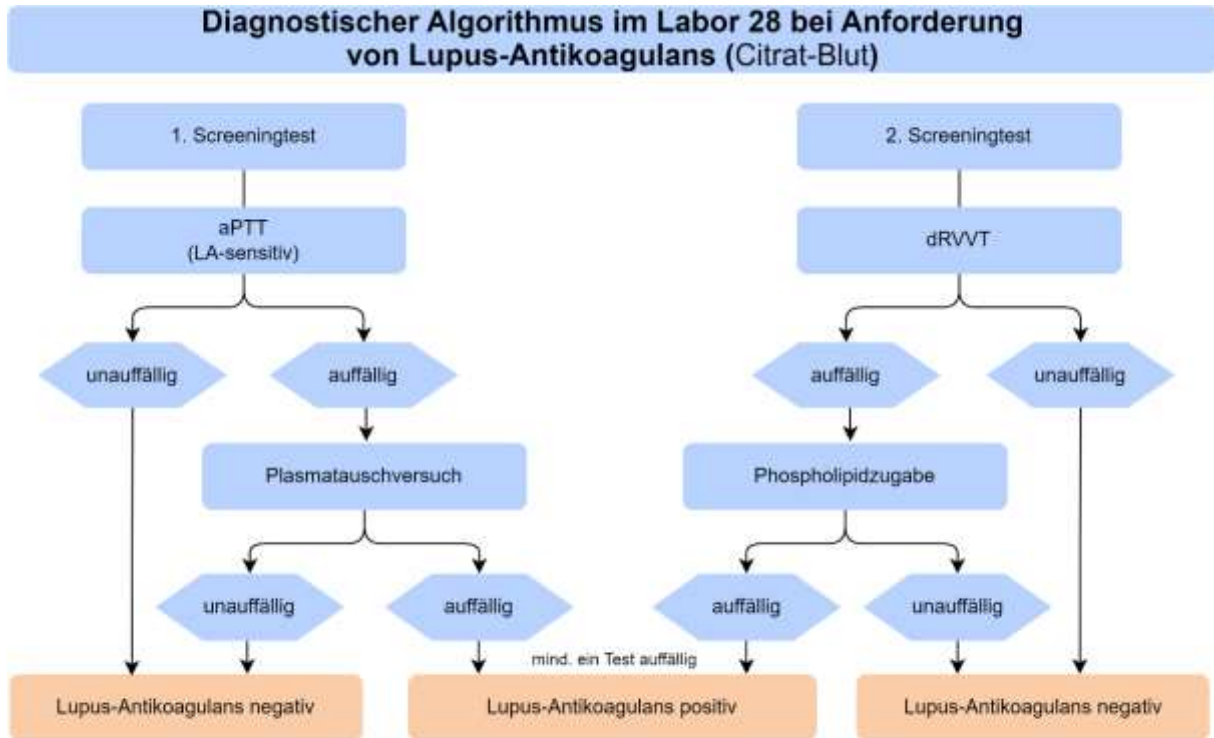 Diagnostischer Algorithmus im Labor 28 bei Anforderung
von Lupus-Antikoagulans (Citrat-Blut)
1. Screeningtest
2. Screeningtest
aPTT
(LA-sensitiv)
dRVVT
unauffällig
auffällig
auffällig
unauffällig
Plasmatauschversuch
Phospholipidzugabe
unauffällig
auffällig
auffällig
unauffällig
mind. ein Test auffällig
Lupus-Antikoagulans negativ
Lupus-Antikoagulans positiv
Lupus-Antikoagulans negativ